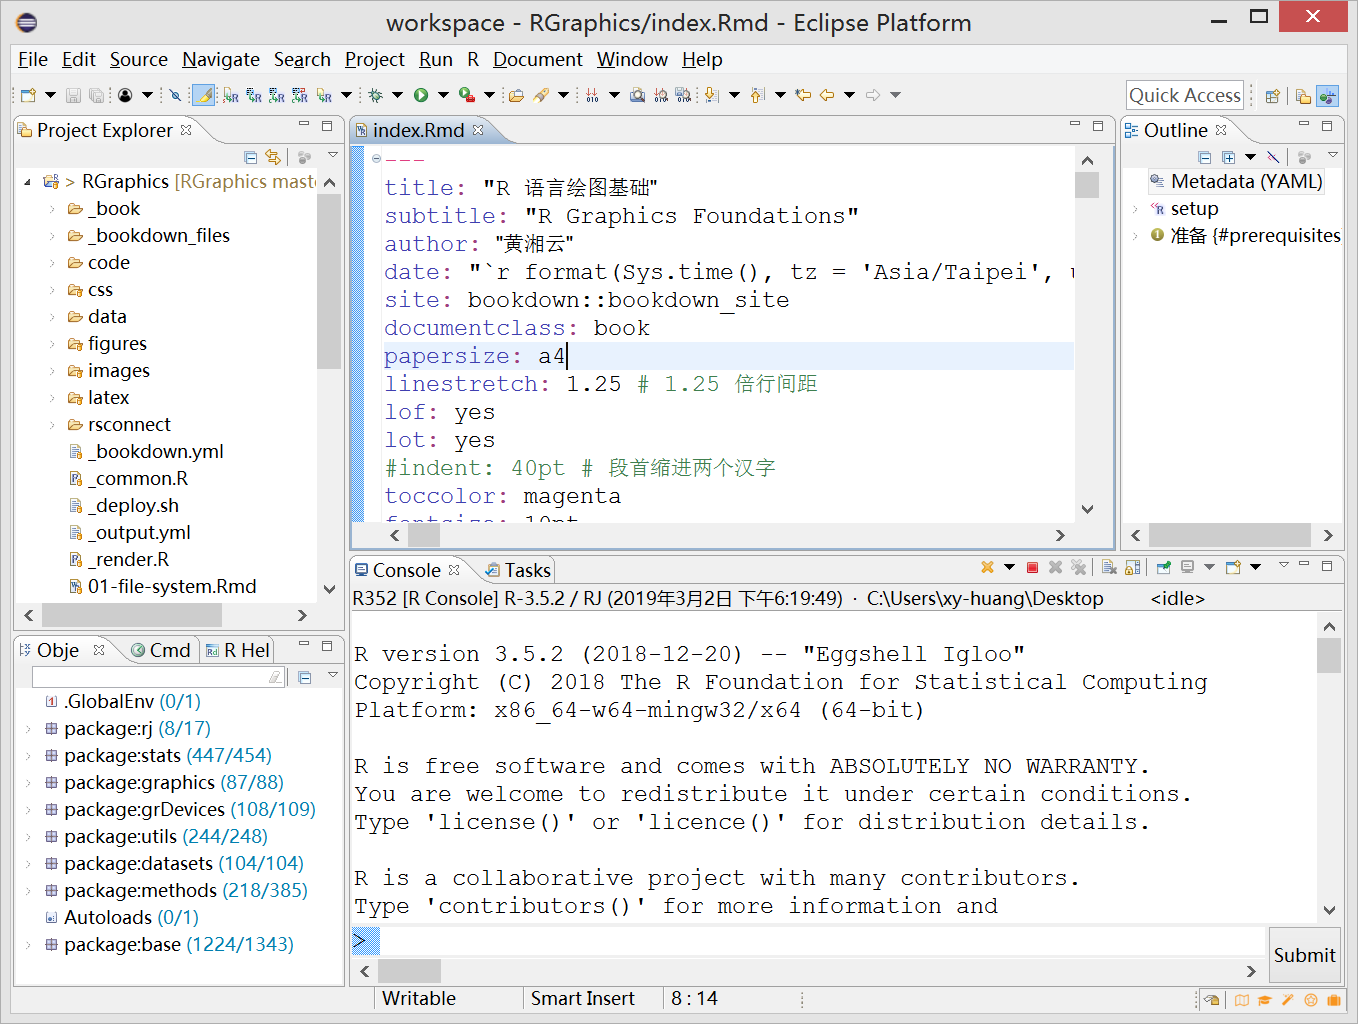 workspace - RGraphics/index.Rmd - Eclipse Platform
File Edit Source Navigate Search Project Run R Document Window Help
Quick Access
Project Explorer
> RGraphics [RGraphics mast
_book
_bookdown_files
code
css
data
figures
images
latex
rsconnect
_bookdown.yml
_common.R
_deploy.sh
_output.yml
_render.R
01-file-system.Rmd
index.Rmd
---
title: "R 语言绘图基础"
subtitle: "R Graphics Foundations"
author: "黄湘云"
date: "`r format(Sys.time(), tz = 'Asia/Taipei', u
site: bookdown::bookdown_site
documentclass: book
papersize: a4
linestretch: 1.25 # 1.25 倍行间距
lof: yes
lot: yes
#indent: 40pt # 段首缩进两个汉字
toccolor: magenta
fontsize: 10pt
Outline
Metadata (YAML)
setup
准备 {#prerequisites
Obje Cmd R Hel
.GlobalEnv (0/1)
package:rj (8/17)
package:stats (447/454)
package:graphics (87/88)
package:grDevices (108/109)
package:utils (244/248)
package:datasets (104/104)
package:methods (218/385)
Autoloads (0/1)
package:base (1224/1343)
Console Tasks
R352 [R Console] R-3.5.2 / RJ (2019年3月2日 下午6:19:49) · C:\Users\xy-huang\Desktop <idle>
R version 3.5.2 (2018-12-20) -- "Eggshell Igloo"
Copyright (C) 2018 The R Foundation for Statistical Computing
Platform: x86_64-w64-mingw32/x64 (64-bit)
R is free software and comes with ABSOLUTELY NO WARRANTY.
You are welcome to redistribute it under certain conditions.
Type 'license()' or 'licence()' for distribution details.
R is a collaborative project with many contributors.
Type 'contributors()' for more information and
>
Submit
Writable Smart Insert 8 : 14